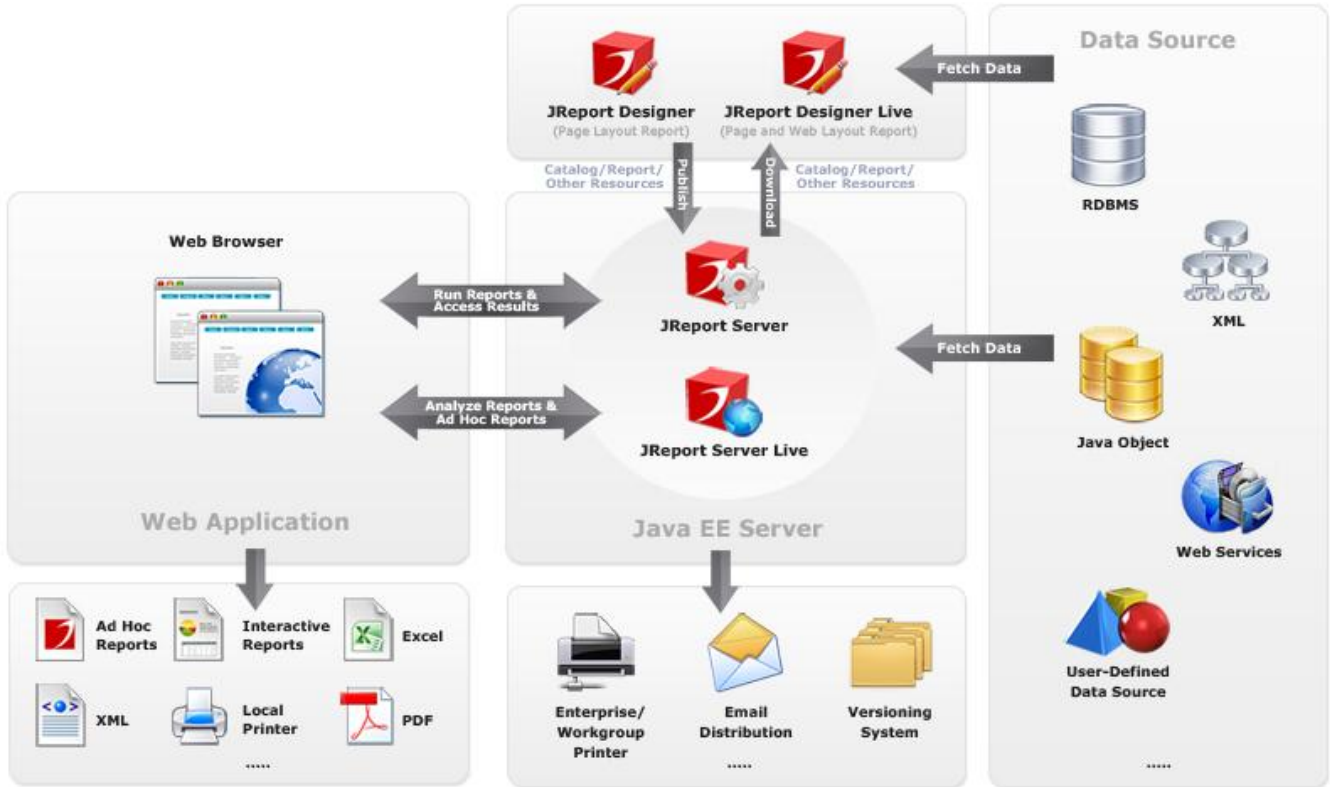 JReport Designer
(Page Layout Report)
JReport Designer Live
(Page and Web Layout Report)
Catalog/Report/
Other Resources
Publish
Download
Catalog/Report/
Other Resources
Fetch Data
Data Source
RDBMS
XML
Java Object
Web Services
User-Defined
Data Source
.....
Web Browser
Web Application
Run Reports &
Access Results
Analyze Reports &
Ad Hoc Reports
JReport Server
JReport Server Live
Java EE Server
Fetch Data
Ad Hoc
Reports
Interactive
Reports
Excel
XML
Local
Printer
PDF
.....
Enterprise/
Workgroup
Printer
Email
Distribution
Versioning
System
.....